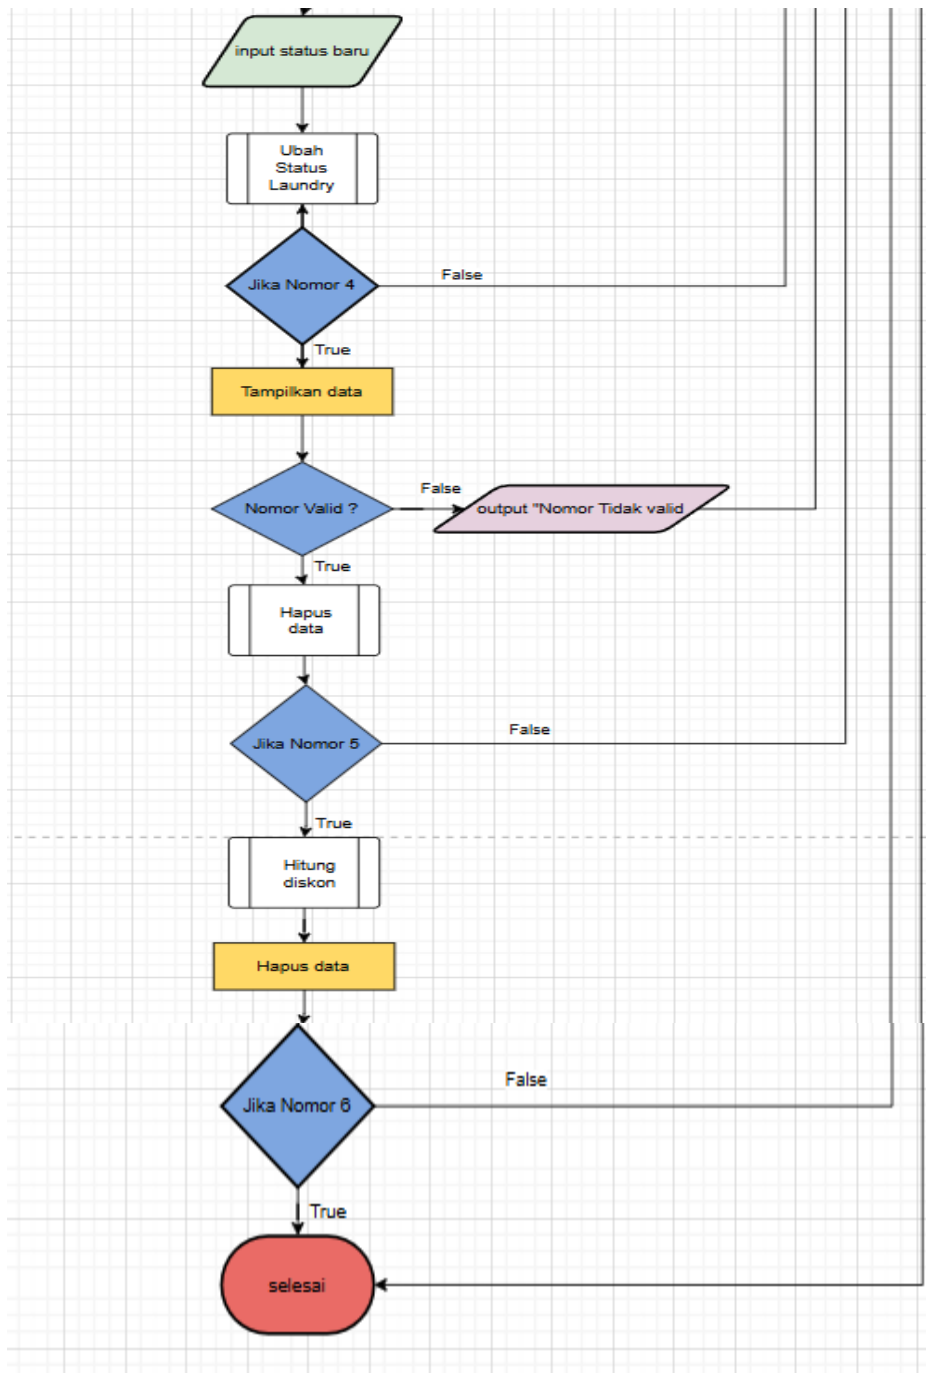 input status baru
Ubah
Status
Laundry
Jika Nomor 4
False
True
Tampilkan data
Nomor Valid ?
False
output "Nomor Tidak valid
True
Hapus
data
Jika Nomor 5
False
True
Hitung
diskon
Hapus data
Jika Nomor 6
False
True
selesai